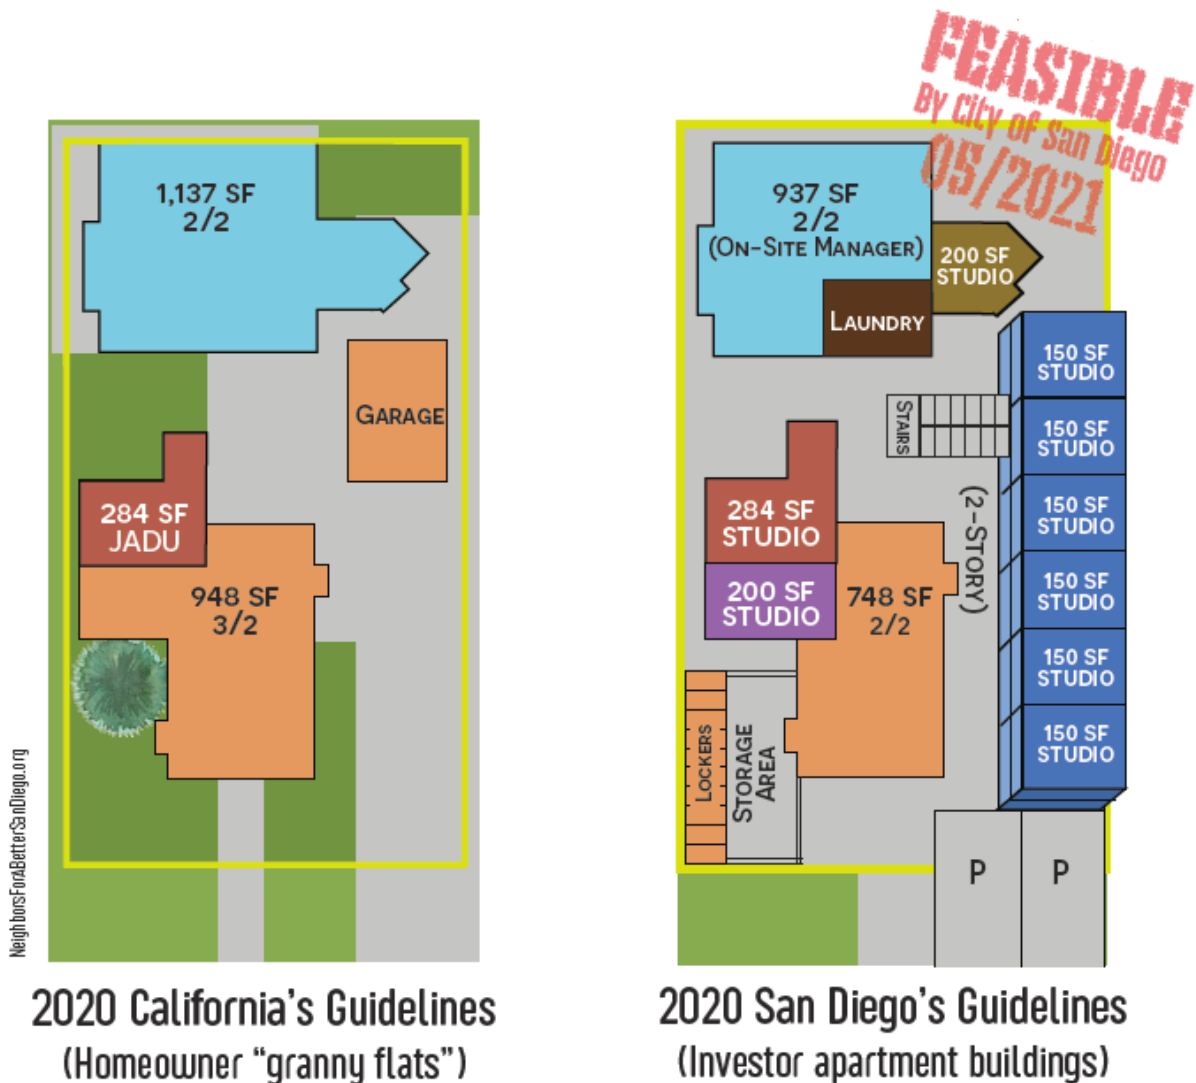 FEASIBLE
By City of San Diego
05/2021
1,137 SF
2/2
GARAGE
284 SF
JADU
948 SF
3/2
NeighborsForABetterSanDiego.org
2020 California's Guidelines
(Homeowner “granny flats”)
937 SF
2/2
(ON-SITE MANAGER)
200 SF
STUDIO
LAUNDRY
150 SF
STUDIO
STAIRS
150 SF
STUDIO
(2-STORY)
284 SF
STUDIO
150 SF
STUDIO
200 SF
STUDIO
748 SF
2/2
150 SF
STUDIO
150 SF
STUDIO
LOCKERS
STORAGE
AREA
150 SF
STUDIO
P
P
2020 San Diego's Guidelines
(Investor apartment buildings)